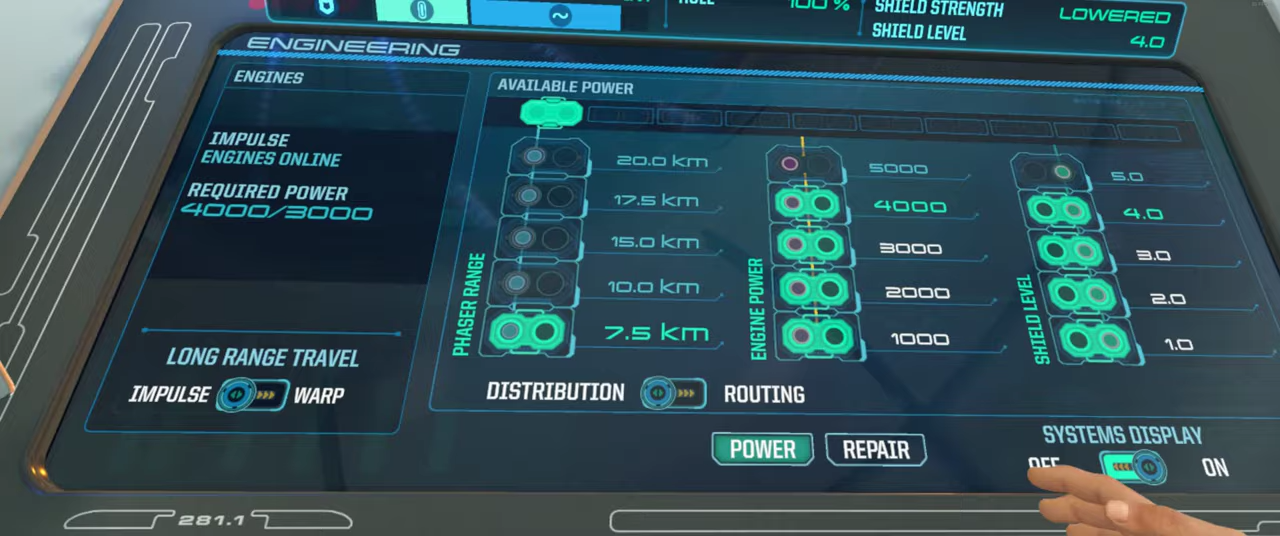 100 %
SHIELD STRENGTH
LOWERED
SHIELD LEVEL
4.0
ENGINEERING
ENGINES
IMPULSE
ENGINES ONLINE
REQUIRED POWER
4000/3000
LONG RANGE TRAVEL
IMPULSE
WARP
AVAILABLE POWER
PHASER RANGE
20.0 km
17.5 km
15.0 km
10.0 km
7.5 km
ENGINE POWER
5000
4000
3000
2000
1000
SHIELD LEVEL
5.0
4.0
3.0
2.0
1.0
DISTRIBUTION
ROUTING
POWER
REPAIR
SYSTEMS DISPLAY
OFF
ON
281.1